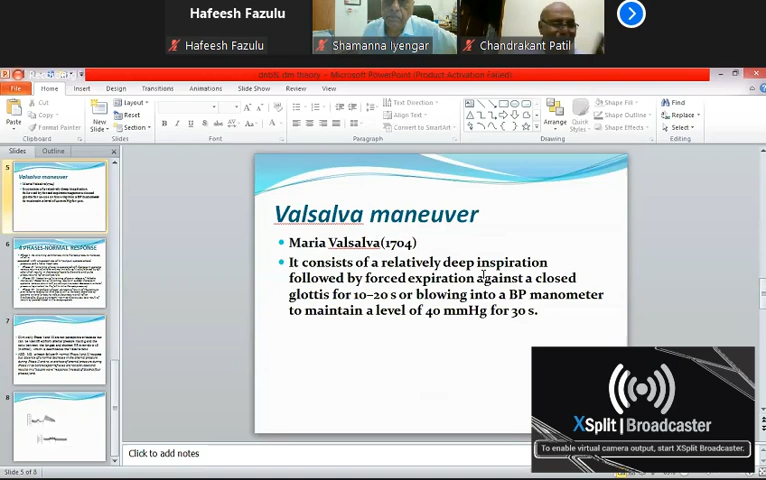 Hafeesh Fazulu
Hafeesh Fazulu
Shamanna Iyengar
Chandrakant Patil
Microsoft PowerPoint (Product Activation Failed)
Home
Insert
Design
Transitions
Animations
Slide Show
Review
View
Paste
Cut
Copy
Format Painter
Clipboard
New
Slide
Layout
Reset
Section
Slides
Font
Text Direction
Align Text
Convert to SmartArt
Paragraph
Arrange
Quick
Styles
Shape Fill
Shape Outline
Shape Effects
Drawing
Find
Replace
Select
Editing
Slides
Outline
5
Valsalva maneuver
6
4 PHASES-NORMAL RESPONSE
7
8
Valsalva maneuver
Maria Valsalva(1704)
It consists of a relatively deep inspiration
followed by forced expiration against a closed
glottis for 10–20 s or blowing into a BP manometer
to maintain a level of 40 mmHg for 30 s.
XSplit | Broadcaster
To enable virtual camera output, start XSplit Broadcaster.
Click to add notes
Slide 5 of 8